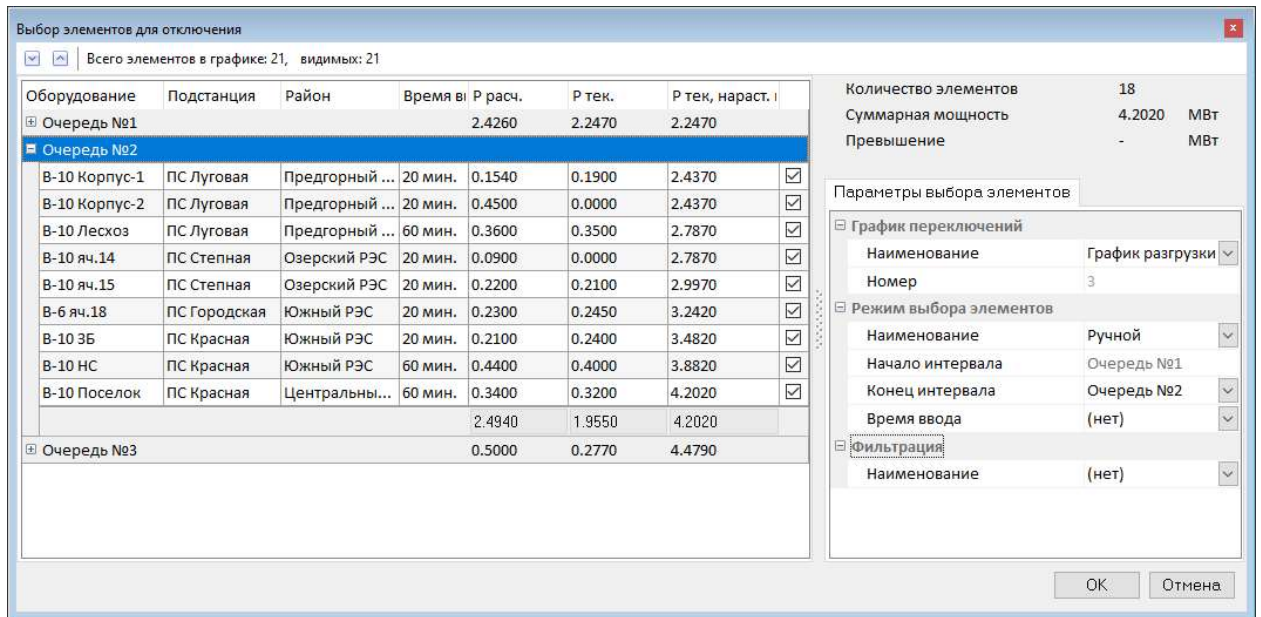 Выбор элементов для отключения
Всего элементов в графике: 21, видимых: 21
Оборудование Подстанция Район Время в Р расч. Р тек. Р тек, нараст.
Очередь №1 2.4260 2.2470 2.2470
Очередь №2
В-10 Корпус-1 ПС Луговая Предгорный ... 20 мин. 0.1540 0.1900 2.4370
В-10 Корпус-2 ПС Луговая Предгорный ... 20 мин. 0.4500 0.0000 2.4370
В-10 Лесхоз ПС Луговая Предгорный ... 60 мин. 0.3600 0.3500 2.7870
В-10 яч.14 ПС Степная Озерский РЭС 20 мин. 0.0900 0.0000 2.7870
В-10 яч.15 ПС Степная Озерский РЭС 20 мин. 0.2200 0.2100 2.9970
В-6 яч.18 ПС Городская Южный РЭС 20 мин. 0.2300 0.2450 3.2420
В-10 ЗБ ПС Красная Южный РЭС 20 мин. 0.2100 0.2400 3.4820
В-10 НС ПС Красная Южный РЭС 60 мин. 0.4400 0.4000 3.8820
В-10 Поселок ПС Красная Центральны... 60 мин. 0.3400 0.3200 4.2020
2.4940 1.9550 4.2020
Очередь №3 0.5000 0.2770 4.4790
Количество элементов 18
Суммарная мощность 4.2020 МВт
Превышение - МВт
Параметры выбора элементов
График переключений
Наименование График разгрузки
Номер 3
Режим выбора элементов
Наименование Ручной
Начало интервала Очередь №1
Конец интервала Очередь №2
Время ввода (нет)
Фильтрация
Наименование (нет)
ОК Отмена